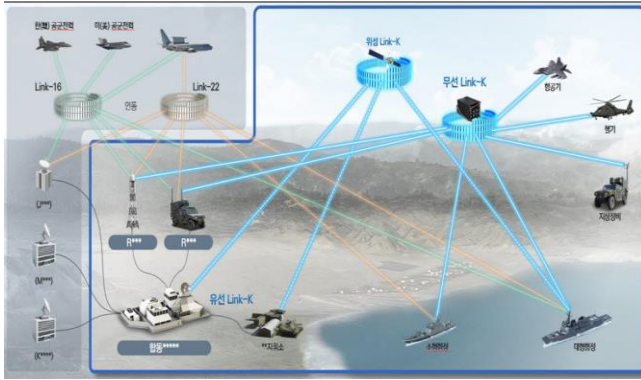 한(韓) 공군전력
미(美) 공군전력
Link-16
Link-22
연동
위성 Link-K
무선 Link-K
항공기
헬기
지상장비
(J***)
R***
R***
(M***)
유선 Link-K
(K***)
합동*****
**지휘소
소형함정
대형함정